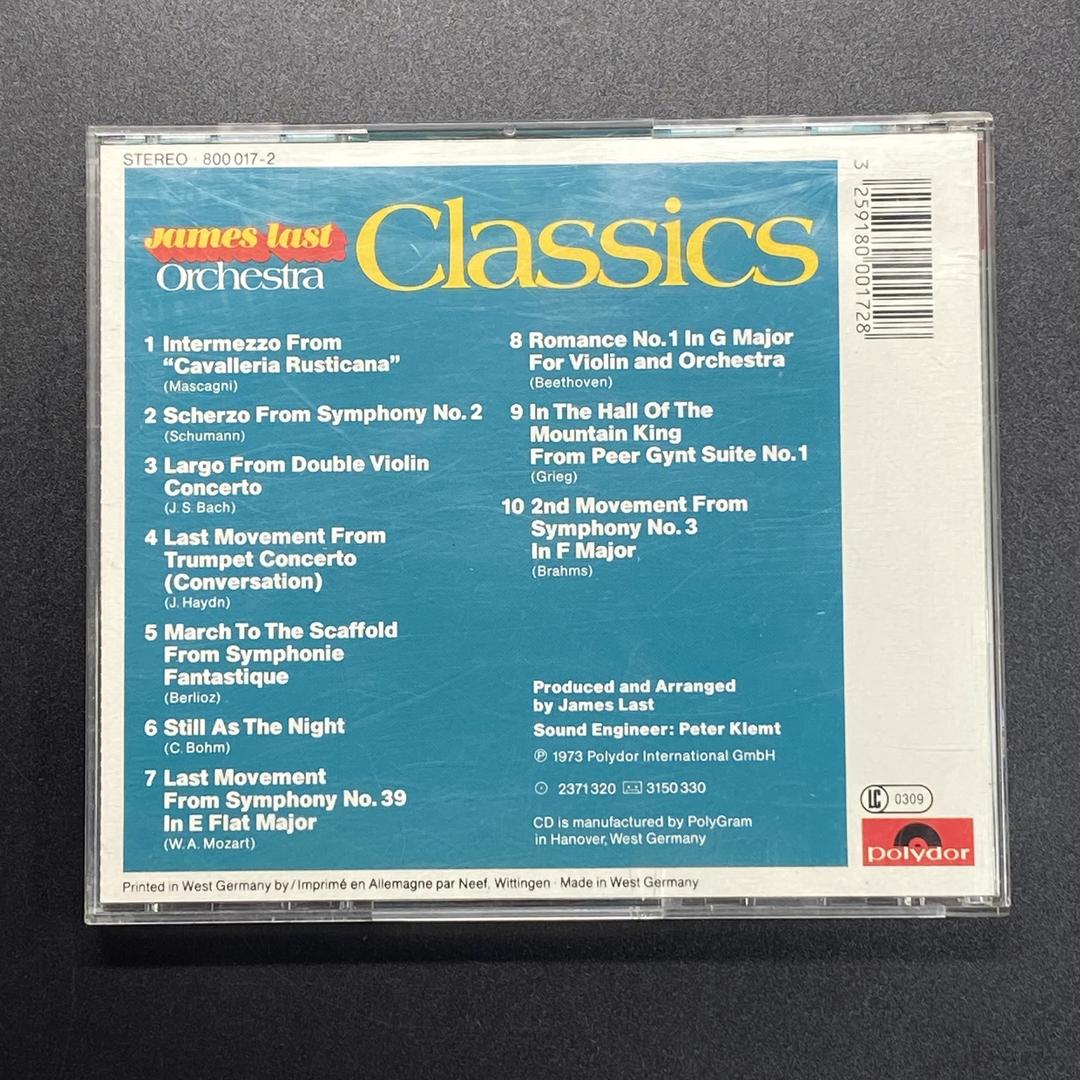 STEREO · 800 017-2
james last
Orchestra
Classics
1 Intermezzo From
“Cavalleria Rusticana”
(Mascagni)
2 Scherzo From Symphony No. 2
(Schumann)
3 Largo From Double Violin
Concerto
(J. S. Bach)
4 Last Movement From
Trumpet Concerto
(Conversation)
(J. Haydn)
5 March To The Scaffold
From Symphonie
Fantastique
(Berlioz)
6 Still As The Night
(C. Bohm)
7 Last Movement
From Symphony No. 39
In E Flat Major
(W. A. Mozart)
8 Romance No. 1 In G Major
For Violin and Orchestra
(Beethoven)
9 In The Hall Of The
Mountain King
From Peer Gynt Suite No. 1
(Grieg)
10 2nd Movement From
Symphony No. 3
In F Major
(Brahms)
Produced and Arranged
by James Last
Sound Engineer: Peter Klemt
℗ 1973 Polydor International GmbH
2371 320 3150 330
CD is manufactured by PolyGram
in Hanover, West Germany
3 259180 001728
LC 0309
polydor
Printed in West Germany by / Imprimé en Allemagne par Neef, Wittingen · Made in West Germany